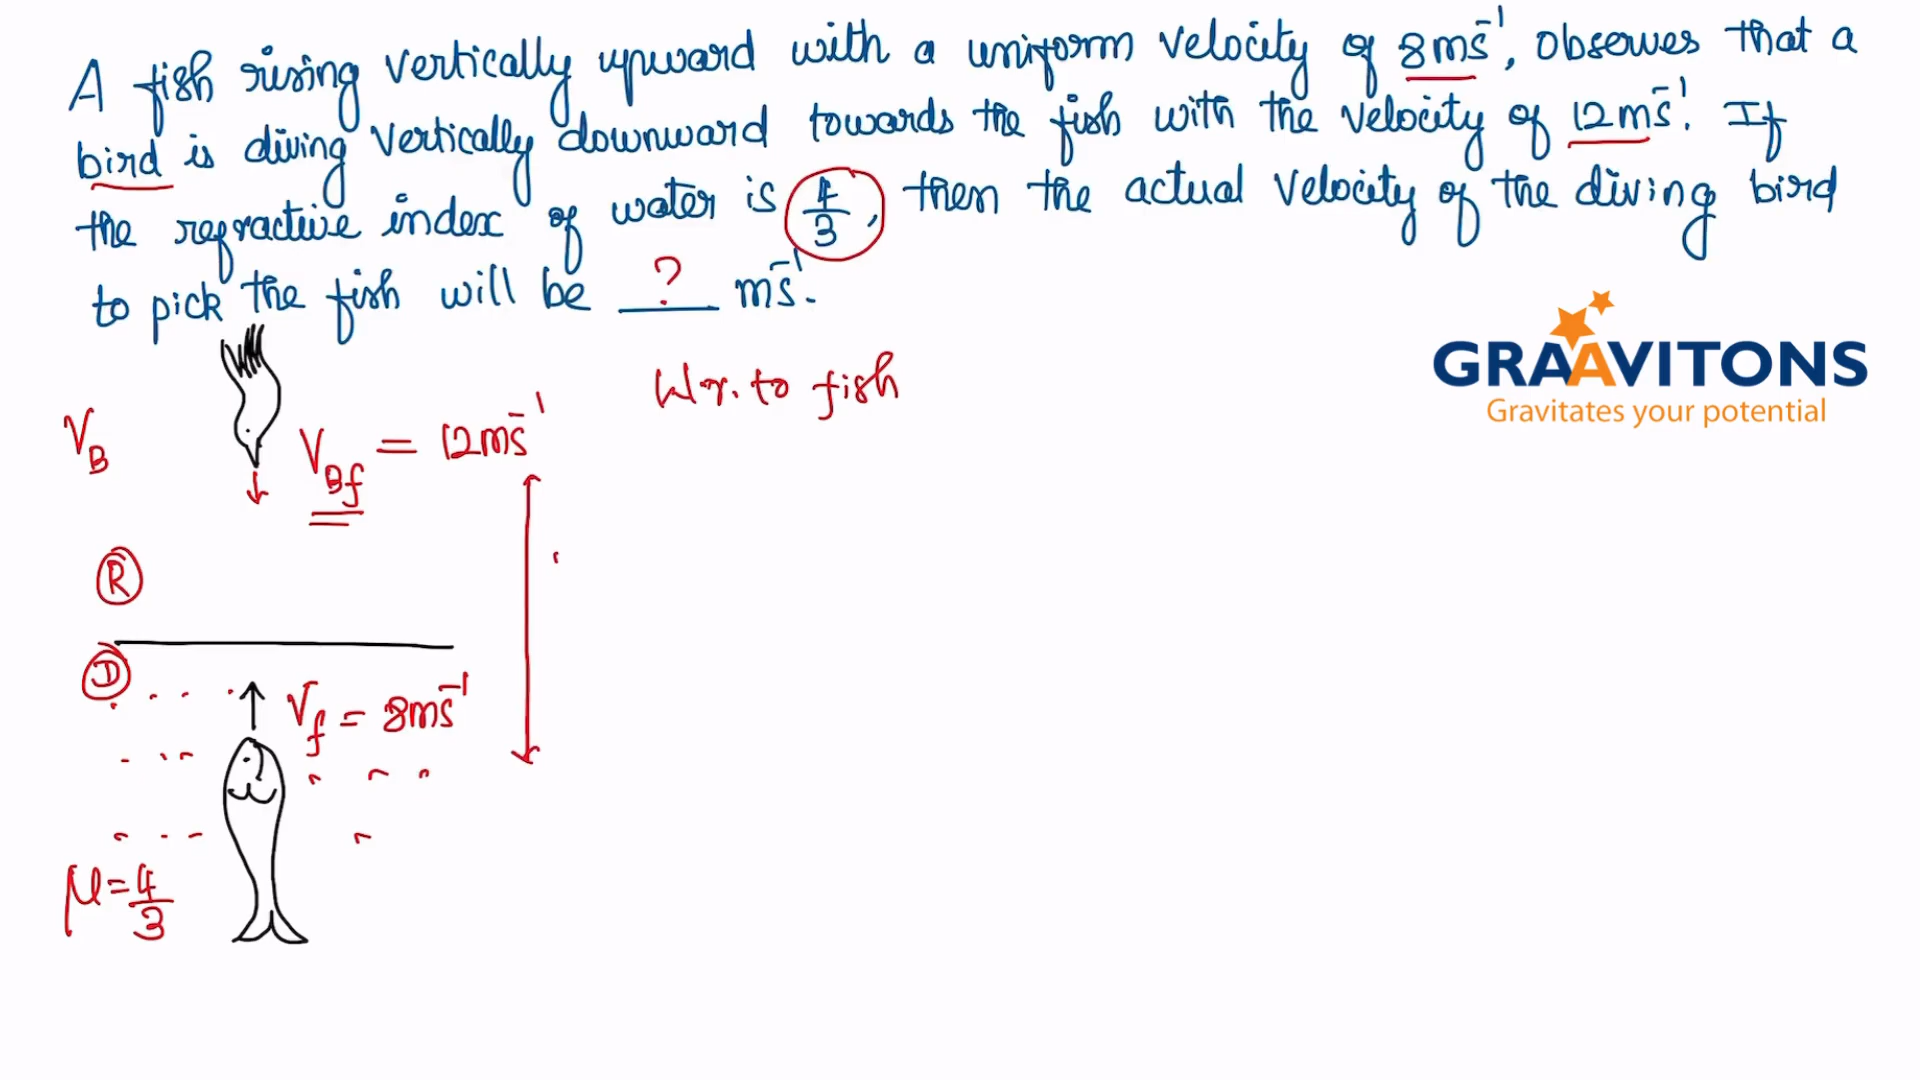 A fish rising vertically upward with a uniform velocity of 8ms⁻¹, observes that a
bird is diving vertically downward towards the fish with the velocity of 12ms⁻¹. If
the refractive index of water is 4/3, then the actual velocity of the diving bird
to pick the fish will be ? ms⁻¹.
GRAAVITONS
Gravitates your potential
W.r. to fish
V_B
V_Bf = 12ms⁻¹
R
D
V_f = 8ms⁻¹
μ = 4/3